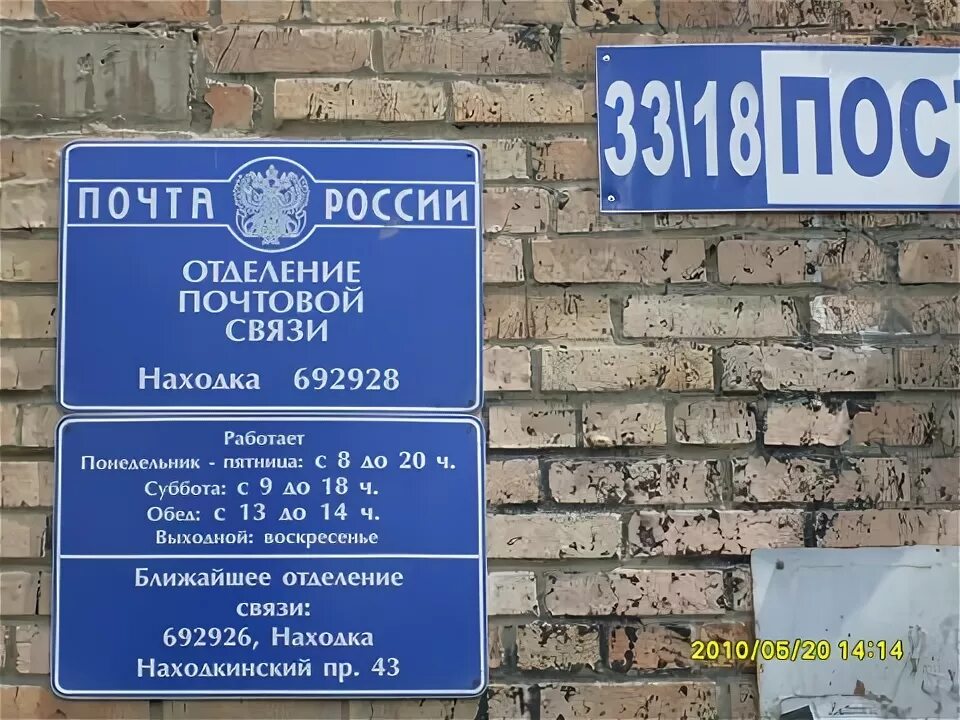 ПОЧТА РОССИИ
ОТДЕЛЕНИЕ
ПОЧТОВОЙ
СВЯЗИ
Находка 692928
Работает
Понедельник - пятница: с 8 до 20 ч.
Суббота: с 9 до 18 ч.
Обед: с 13 до 14 ч.
Выходной: воскресенье
Ближайшее отделение
связи:
692926, Находка
Находкинский пр. 43
33\18 ПОСТ
2010/05/20 14:14